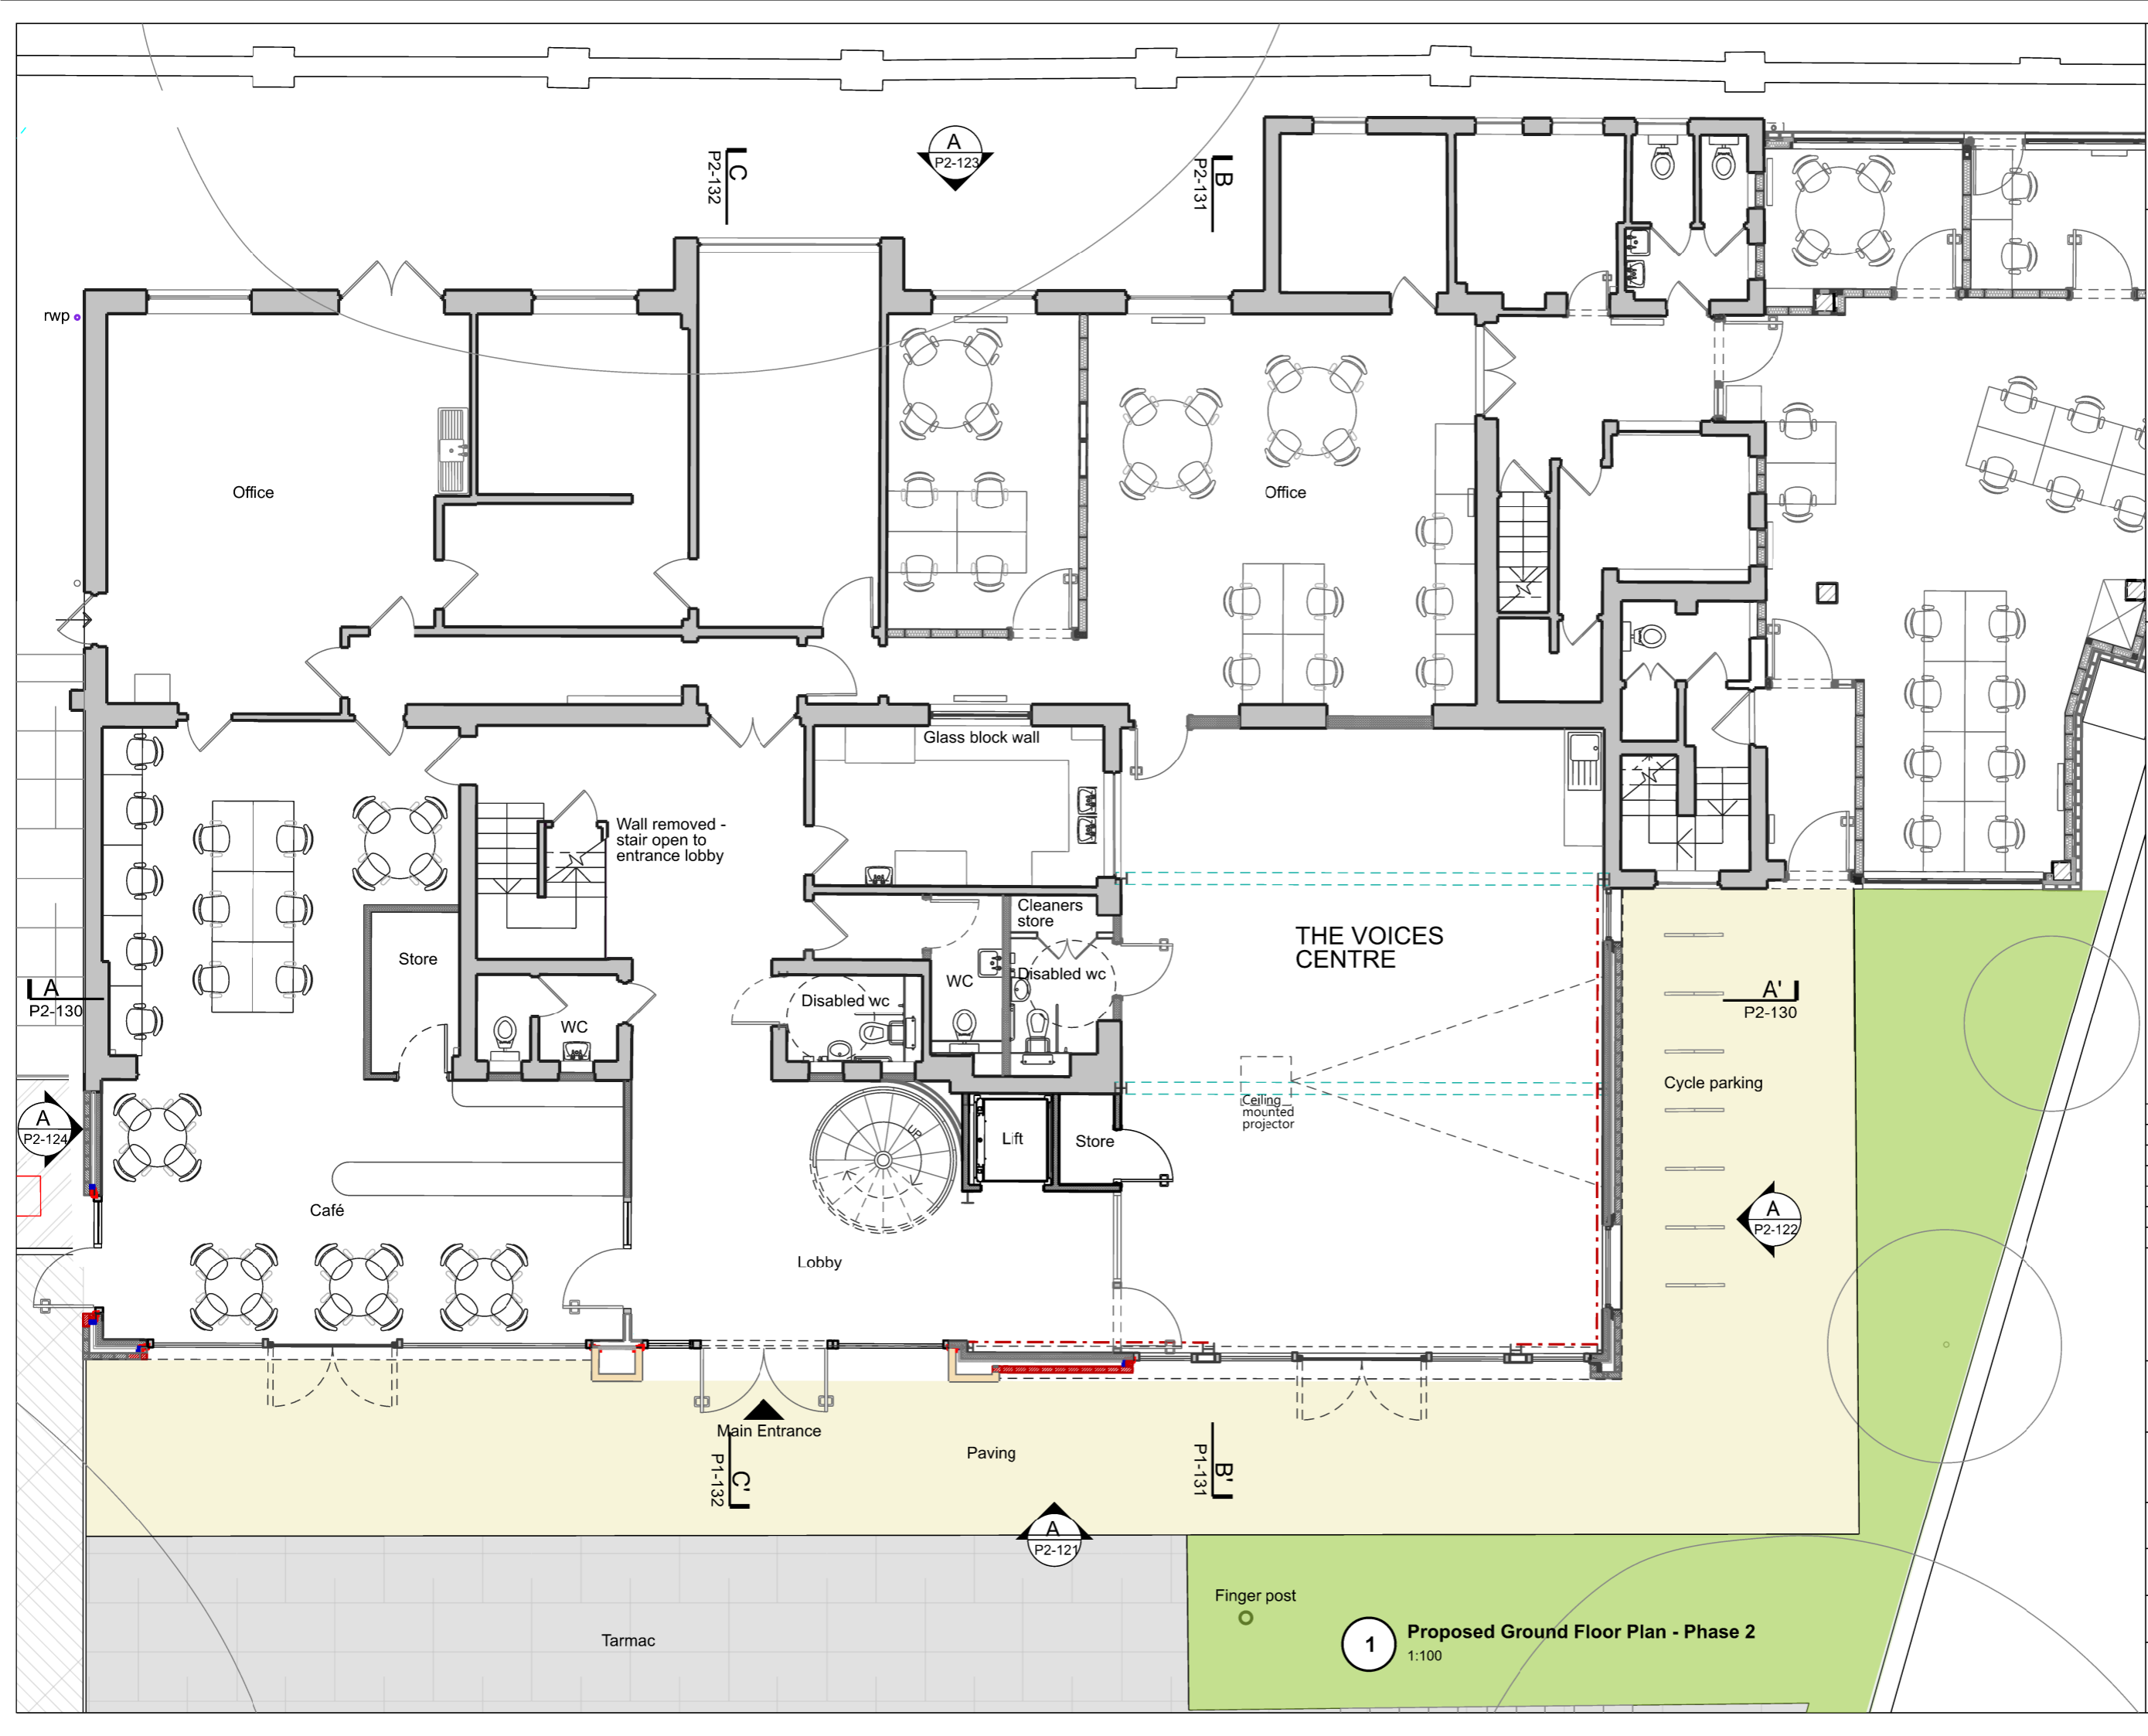 A
P2-123
C
P2-132
B
P2-131
rwp
Office
Office
Glass block wall
Wall removed -
stair open to
entrance lobby
Cleaners
store
THE VOICES
CENTRE
Store
WC
Disabled wc
Disabled wc
WC
A
P2-130
A'
P2-130
Cycle parking
Ceiling
mounted
projector
A
P2-124
UP
Lift
Store
Café
Lobby
A
P2-122
Main Entrance
Paving
C'
P1-132
B'
P1-131
A
P2-121
Finger post
Tarmac
1
Proposed Ground Floor Plan - Phase 2
1:100